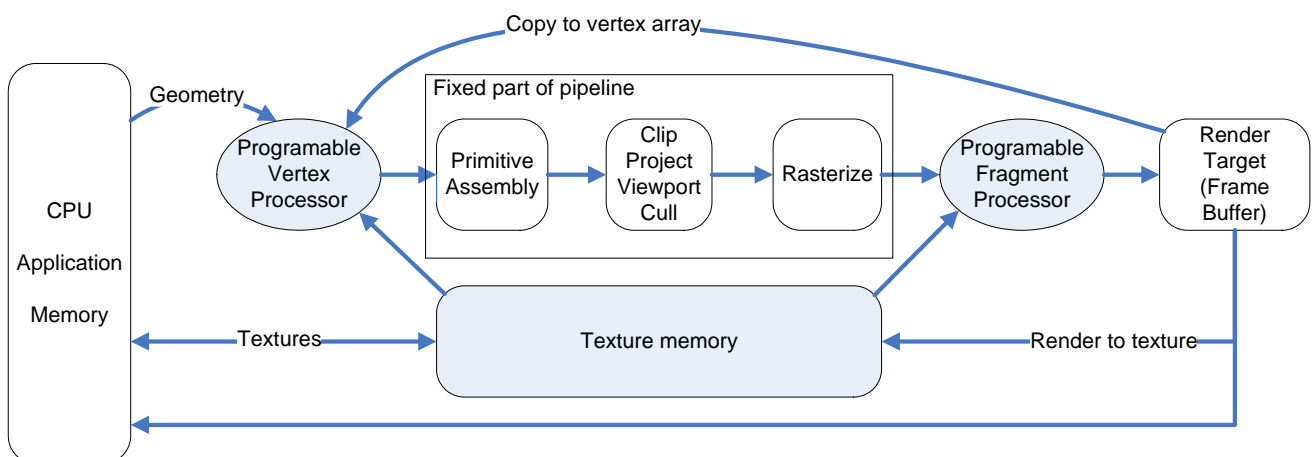 Copy to vertex array
Geometry
Fixed part of pipeline
CPU
Application
Memory
Programable
Vertex
Processor
Primitive
Assembly
Clip
Project
Viewport
Cull
Rasterize
Programable
Fragment
Processor
Render
Target
(Frame
Buffer)
Textures
Texture memory
Render to texture